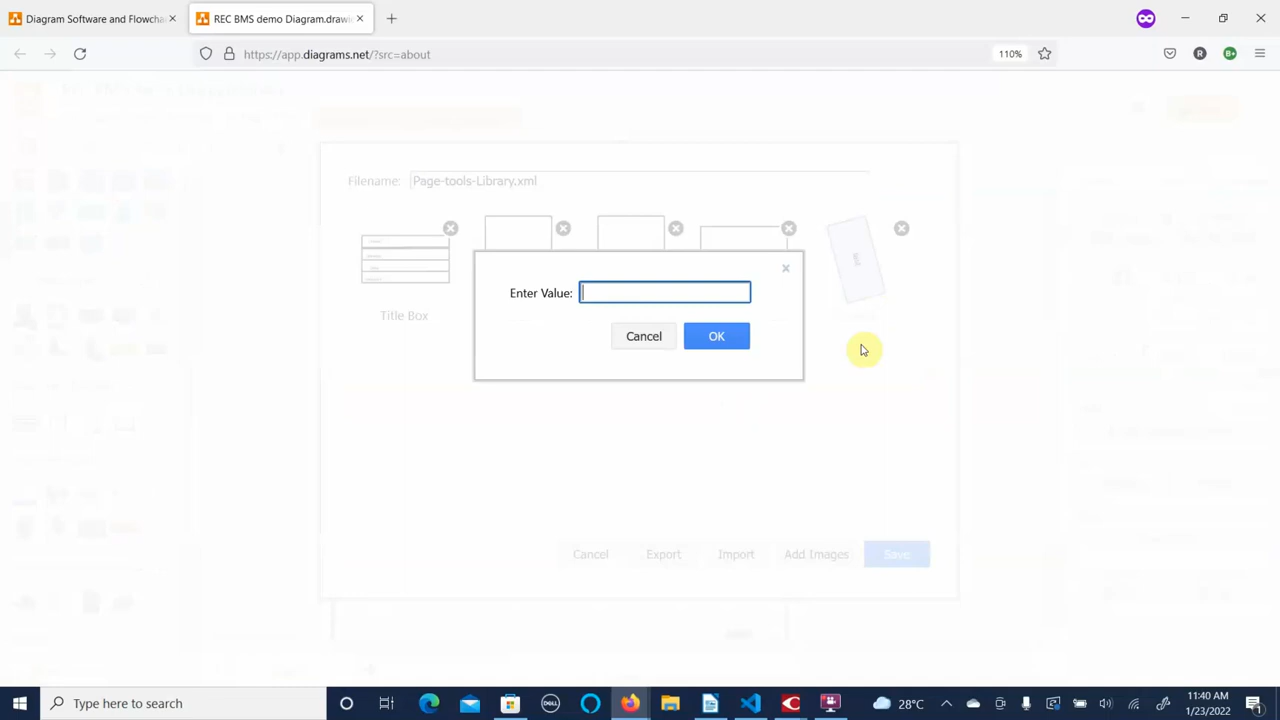 Diagram Software and Flowcha
REC BMS demo Diagram.drawi
https://app.diagrams.net/?src=about
110%
Filename: Page-tools-Library.xml
Title Box
Enter Value:
Cancel
OK
Cancel
Export
Import
Add Images
Save
Type here to search
28°C
11:40 AM
1/23/2022